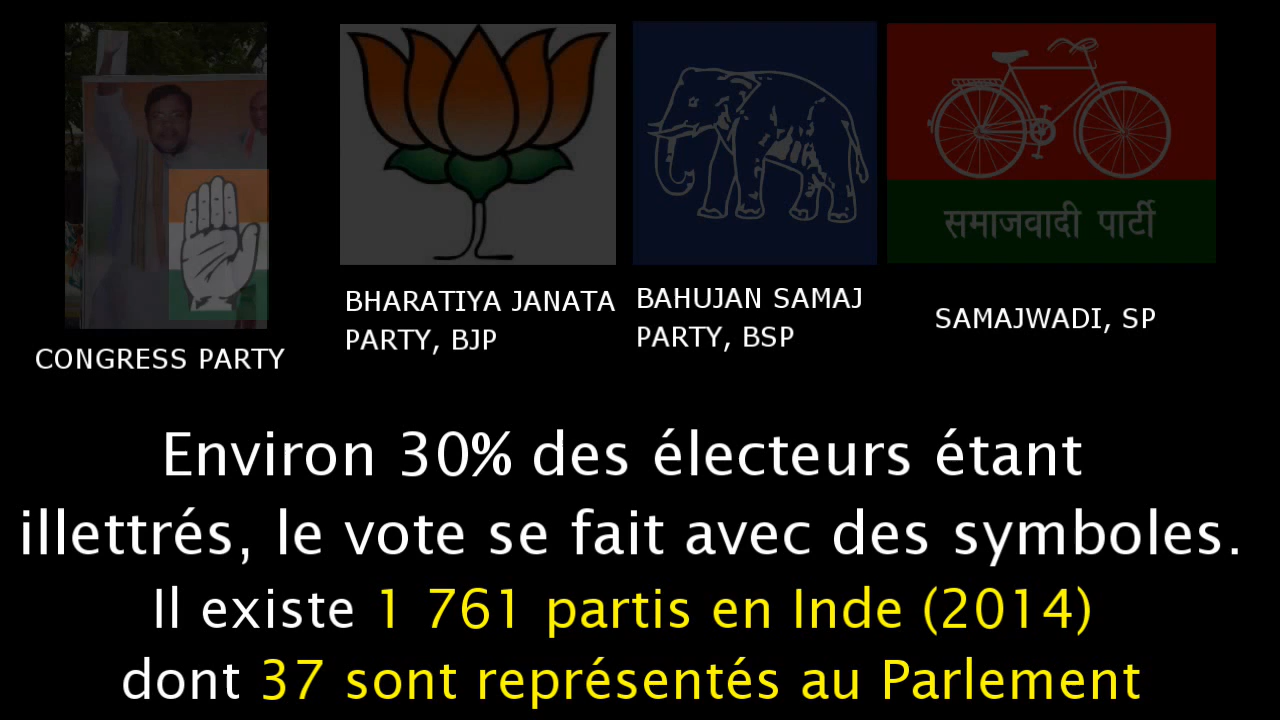 समाजवादी पार्टी
BHARATIYA JANATA
PARTY, BJP
BAHUJAN SAMAJ
PARTY, BSP
SAMAJWADI, SP
CONGRESS PARTY
Environ 30% des électeurs étant
illettrés, le vote se fait avec des symboles.
Il existe 1 761 partis en Inde (2014)
dont 37 sont représentés au Parlement